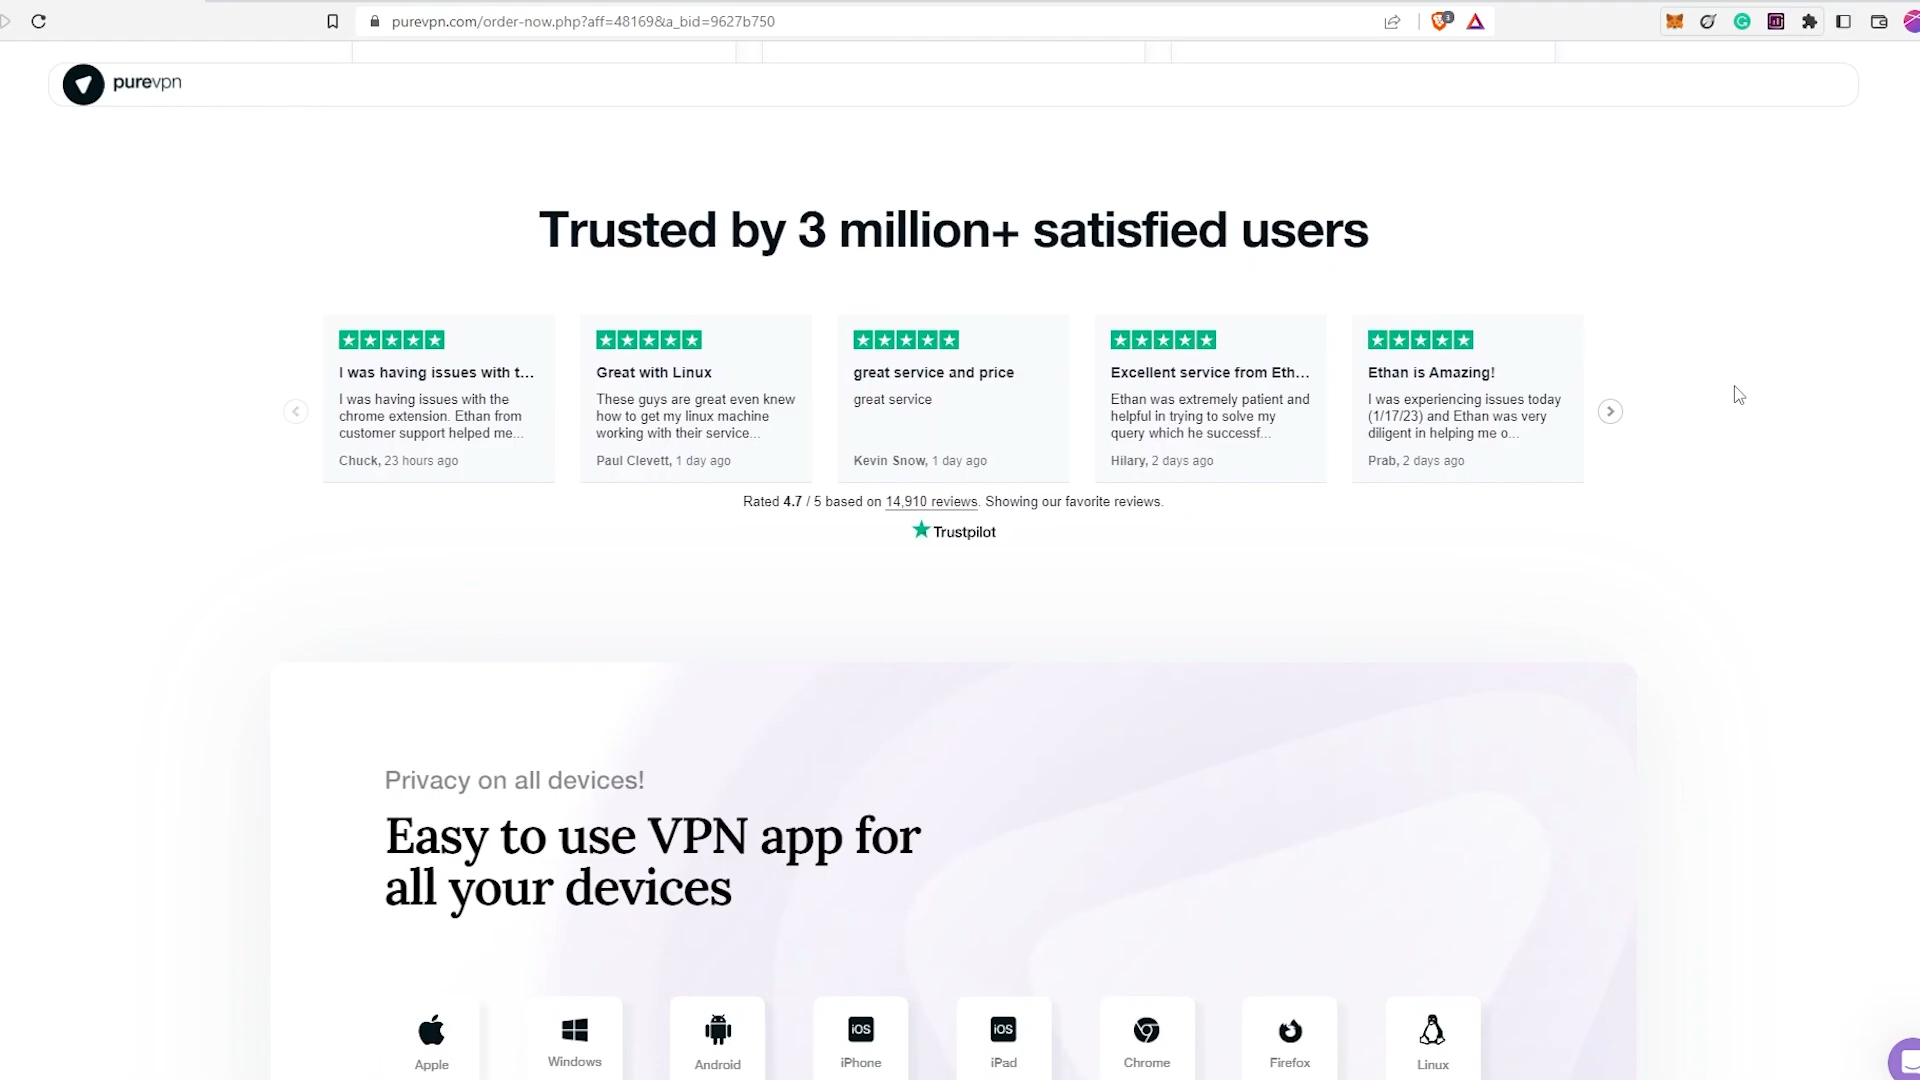 purevpn.com/order-now.php?aff=48169&a_bid=9627b750
3
purevpn
Trusted by 3 million+ satisfied users
I was having issues with t...
I was having issues with the
chrome extension. Ethan from
customer support helped me...
Chuck, 23 hours ago
Great with Linux
These guys are great even knew
how to get my linux machine
working with their service...
Paul Clevett, 1 day ago
great service and price
great service
Kevin Snow, 1 day ago
Excellent service from Eth...
Ethan was extremely patient and
helpful in trying to solve my
query which he successf...
Hilary, 2 days ago
Ethan is Amazing!
I was experiencing issues today
(1/17/23) and Ethan was very
diligent in helping me o...
Prab, 2 days ago
Rated 4.7 / 5 based on 14,910 reviews. Showing our favorite reviews.
Trustpilot
Privacy on all devices!
Easy to use VPN app for
all your devices
iOS
iOS
Apple
Windows
Android
iPhone
iPad
Chrome
Firefox
Linux